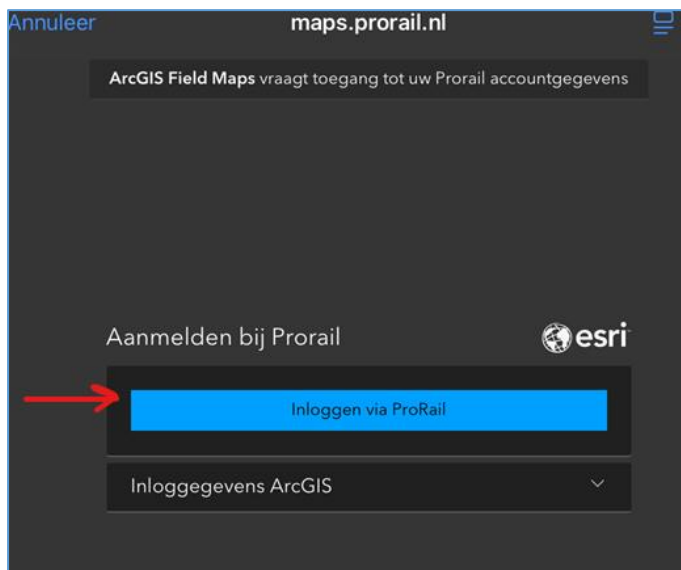 Annuleer maps.prorail.nl
ArcGIS Field Maps vraagt toegang tot uw Prorail accountgegevens
Aanmelden bij Prorail esri
Inloggen via ProRail
Inloggegevens ArcGIS